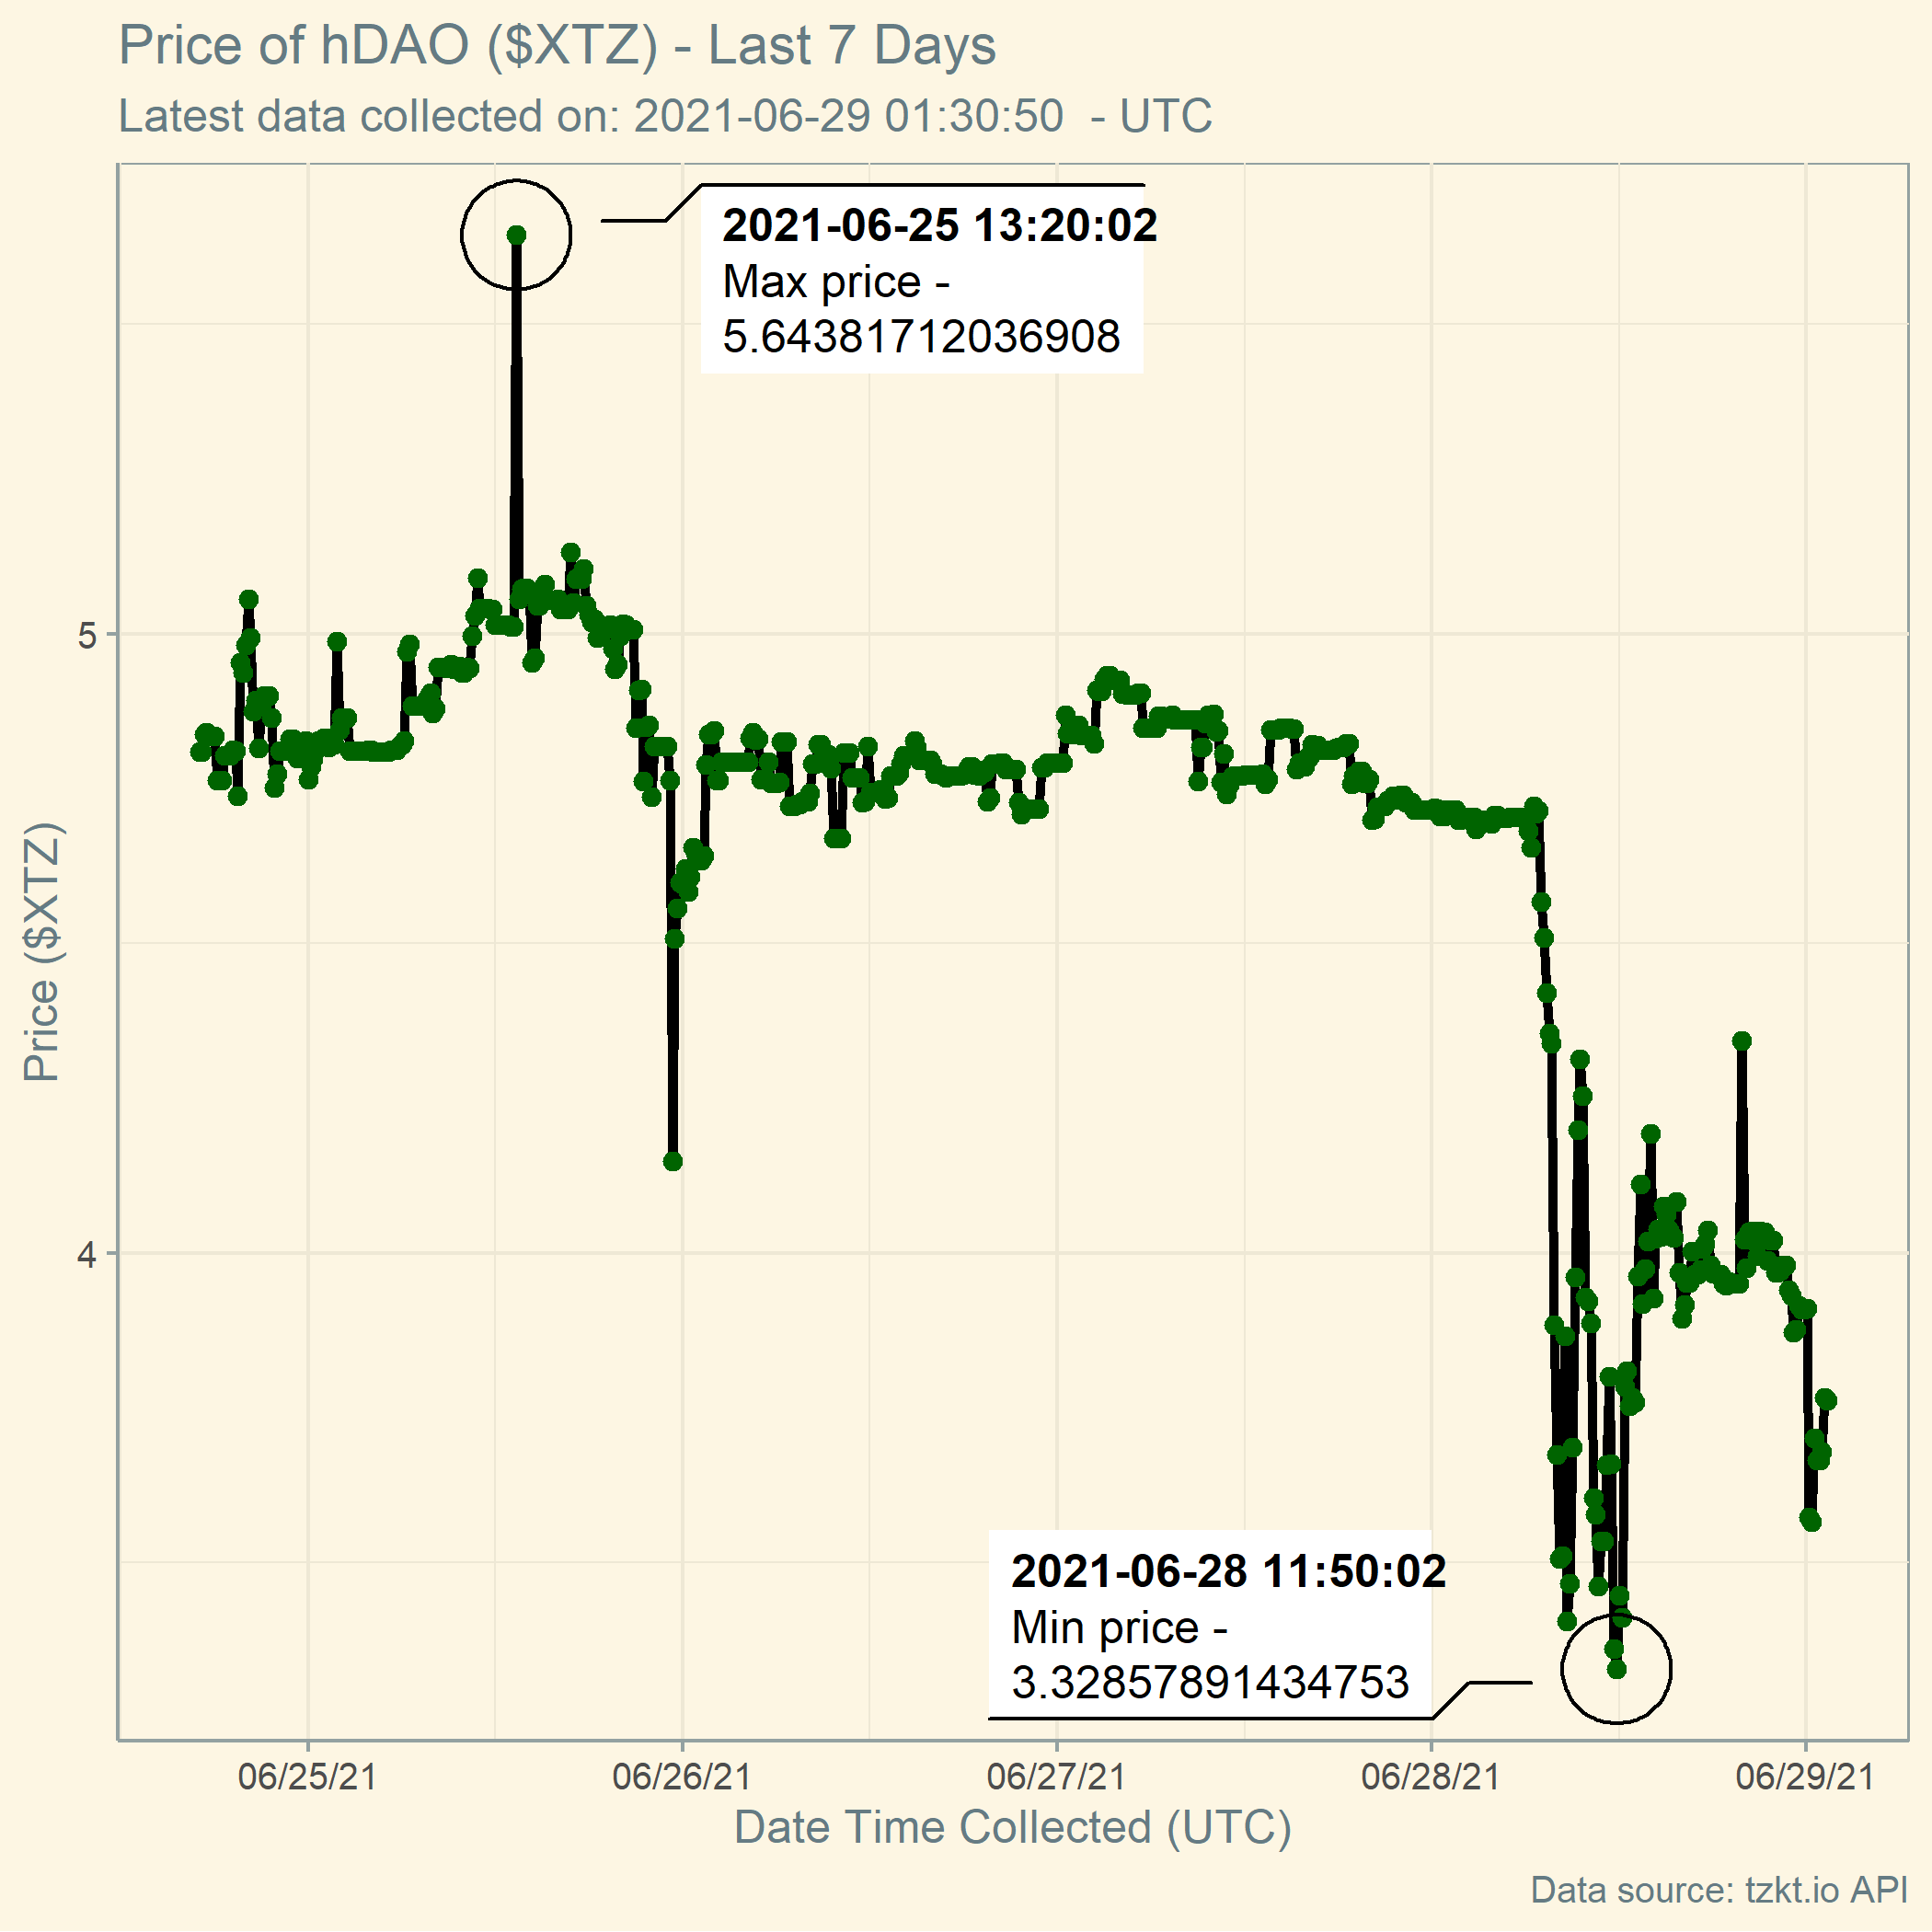 Price of hDAO ($XTZ) - Last 7 Days
Latest data collected on: 2021-06-29 01:30:50  - UTC
2021-06-25 13:20:02
Max price -
5.64381712036908
5
Price ($XTZ)
4
2021-06-28 11:50:02
Min price -
3.32857891434753
06/25/21
06/26/21
06/27/21
06/28/21
06/29/21
Date Time Collected (UTC)
Data source: tzkt.io API